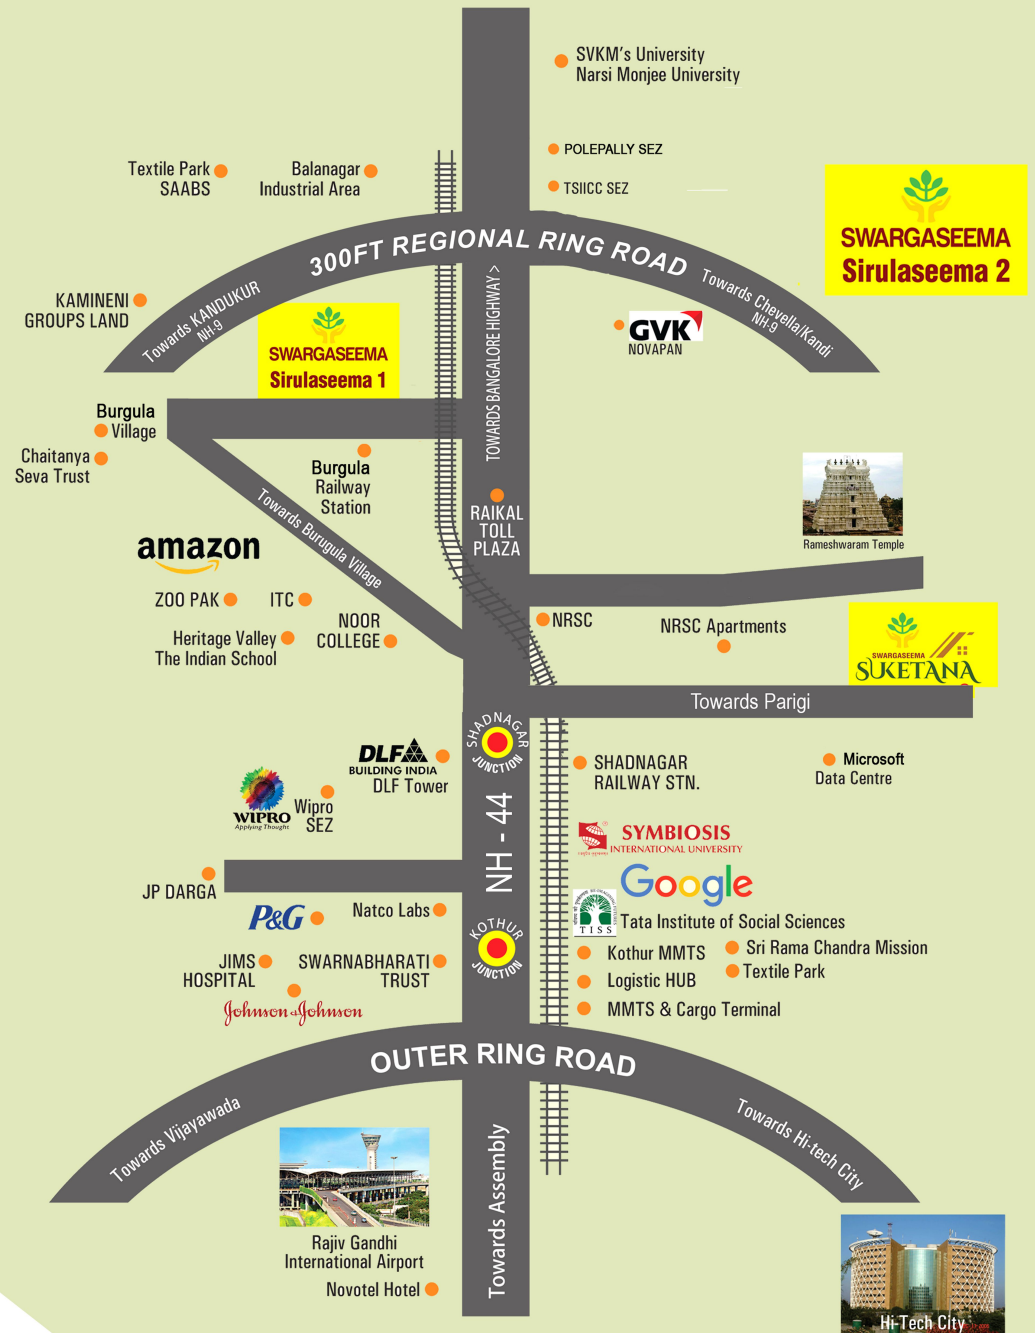 SVKM's University
Narsi Monjee University
POLEPALLY SEZ
TSIICC SEZ
Textile Park
SAABS
Balanagar
Industrial Area
SWARGASEEMA
Sirulaseema 2
300FT REGIONAL RING ROAD
Towards KANDUKUR
NH-9
Towards Chevella/Kandi
NH-9
KAMINENI
GROUPS LAND
SWARGASEEMA
Sirulaseema 1
TOWARDS BANGALORE HIGHWAY >
GVK
NOVAPAN
Burgula
Village
Chaitanya
Seva Trust
Burgula
Railway
Station
Towards Burugula Village
RAIKAL
TOLL
PLAZA
Rameshwaram Temple
amazon
ZOO PAK
ITC
NOOR
COLLEGE
Heritage Valley
The Indian School
NRSC
NRSC Apartments
SWARGASEEMA
SUKETANA
Towards Parigi
SHADNAGAR
JUNCTION
DLF
BUILDING INDIA
DLF Tower
SHADNAGAR
RAILWAY STN.
Microsoft
Data Centre
WIPRO
Applying Thought
Wipro
SEZ
NH - 44
SYMBIOSIS
INTERNATIONAL UNIVERSITY
JP DARGA
Google
P&G
Natco Labs
TISS
Tata Institute of Social Sciences
KOTHUR
JUNCTION
Kothur MMTS
Sri Rama Chandra Mission
JIMS
HOSPITAL
SWARNABHARATI
TRUST
Logistic HUB
Textile Park
Johnson & Johnson
MMTS & Cargo Terminal
OUTER RING ROAD
Towards Vijayawada
Towards Hi-tech City
Towards Assembly
Rajiv Gandhi
International Airport
Novotel Hotel
Hi-Tech City